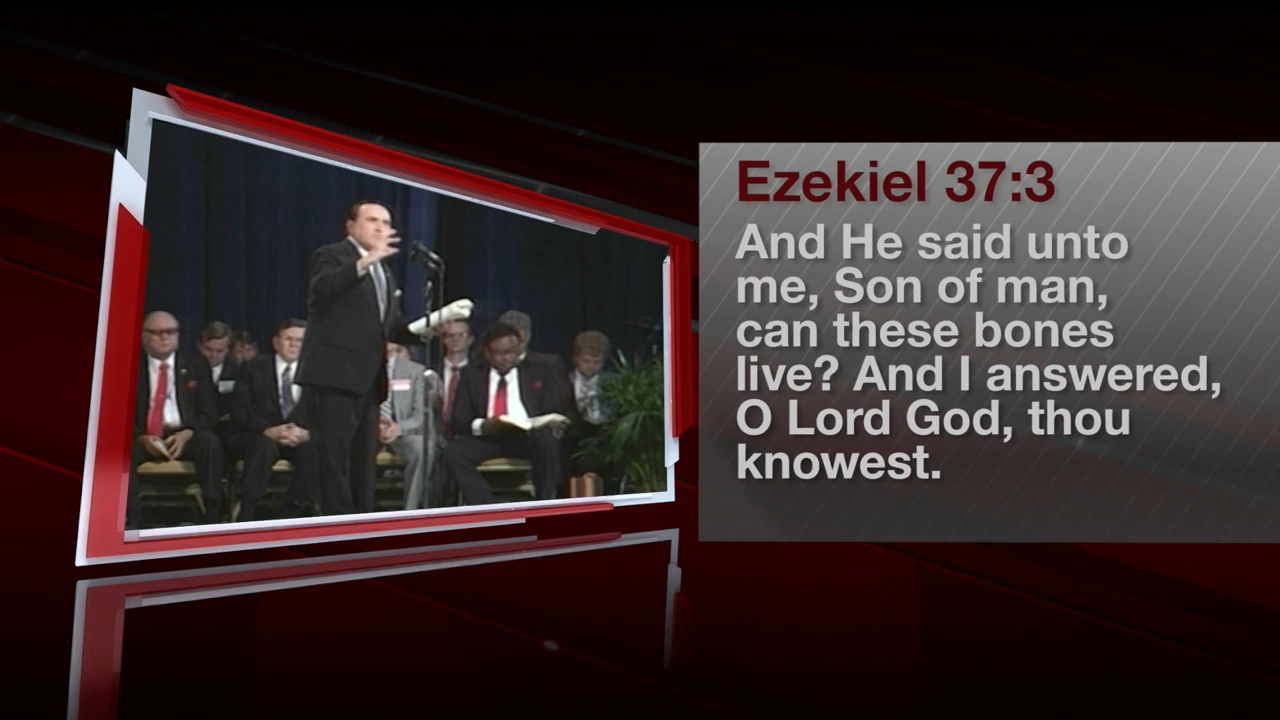 Ezekiel 37:3
And He said unto
me, Son of man,
can these bones
live? And I answered,
O Lord God, thou
knowest.